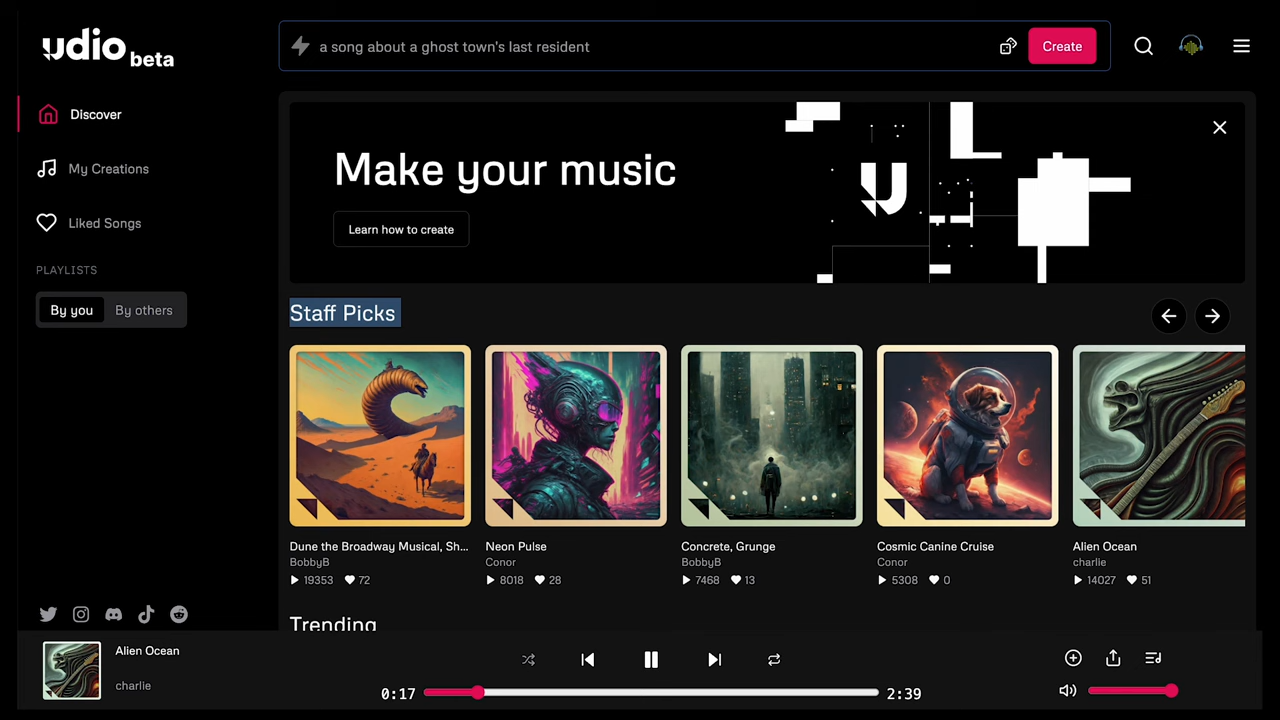 udio beta
a song about a ghost town's last resident
Create
Discover
My Creations
Liked Songs
PLAYLISTS
By you
By others
Make your music
Learn how to create
Staff Picks
Dune the Broadway Musical, Sh...
BobbyB
19353 72
Neon Pulse
Conor
8018 28
Concrete, Grunge
BobbyB
7468 13
Cosmic Canine Cruise
Conor
5308 0
Alien Ocean
charlie
14027 51
Trending
Alien Ocean
charlie
0:17
2:39